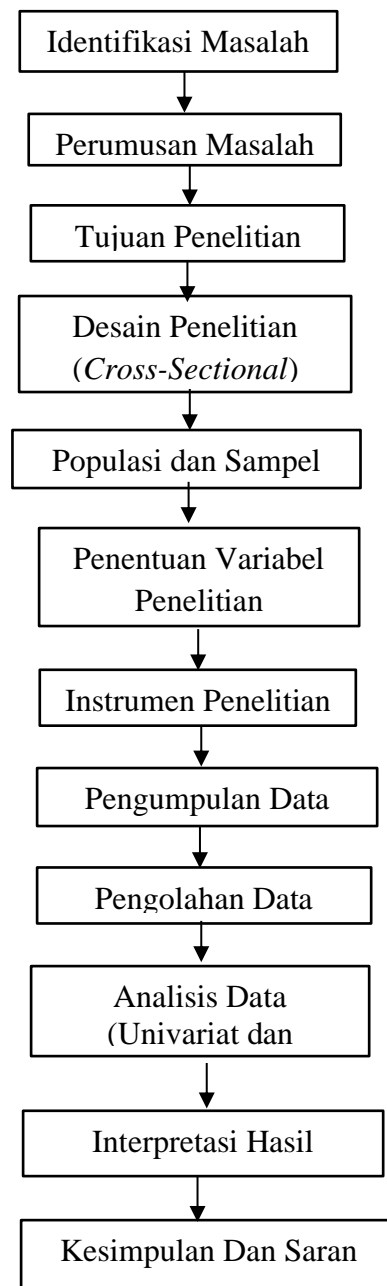 Identifikasi Masalah
Perumusan Masalah
Tujuan Penelitian
Desain Penelitian
(Cross-Sectional)
Populasi dan Sampel
Penentuan Variabel
Penelitian
Instrumen Penelitian
Pengumpulan Data
Pengolahan Data
Analisis Data
(Univariat dan
Interpretasi Hasil
Kesimpulan Dan Saran